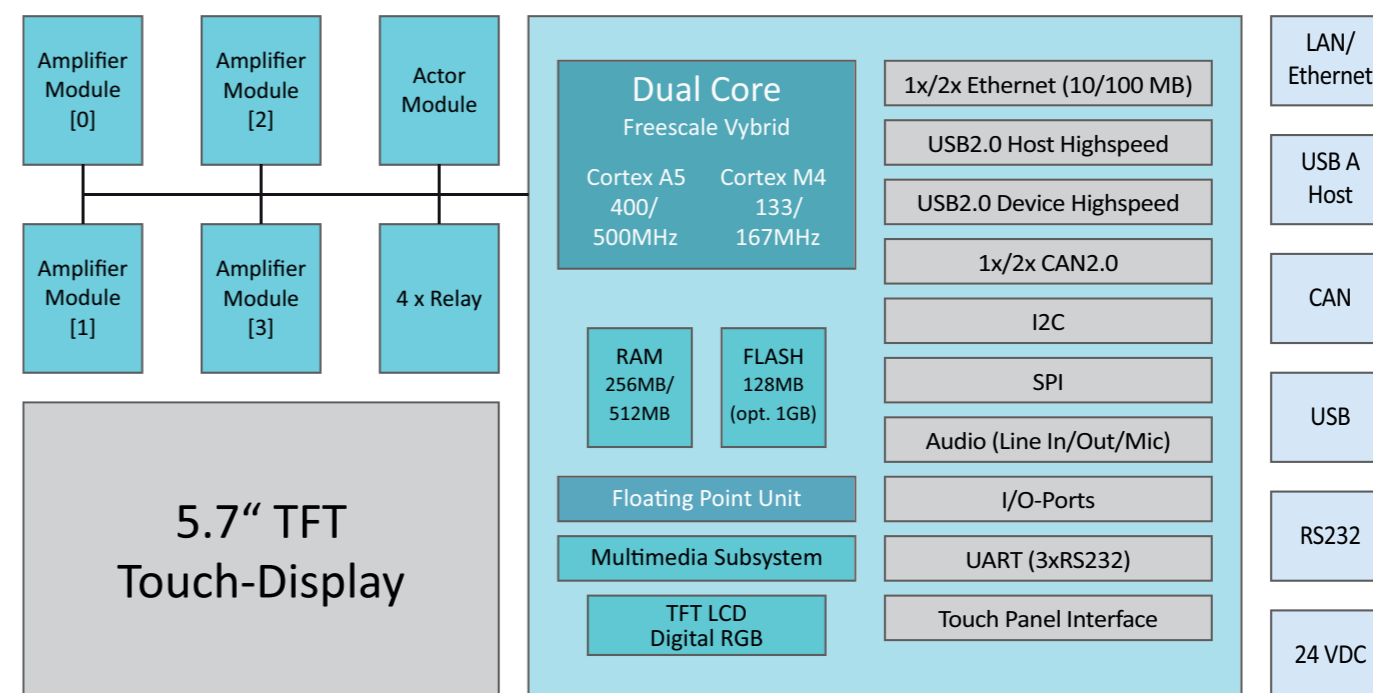 Amplifier
Module
[0]
Amplifier
Module
[2]
Actor
Module
Amplifier
Module
[1]
Amplifier
Module
[3]
4 x Relay
5.7“ TFT
Touch-Display
Dual Core
Freescale Vybrid
Cortex A5
400/
500MHz
Cortex M4
133/
167MHz
RAM
256MB/
512MB
FLASH
128MB
(opt. 1GB)
Floating Point Unit
Multimedia Subsystem
TFT LCD
Digital RGB
1x/2x Ethernet (10/100 MB)
USB2.0 Host Highspeed
USB2.0 Device Highspeed
1x/2x CAN2.0
I2C
SPI
Audio (Line In/Out/Mic)
I/O-Ports
UART (3xRS232)
Touch Panel Interface
LAN/
Ethernet
USB A
Host
CAN
USB
RS232
24 VDC